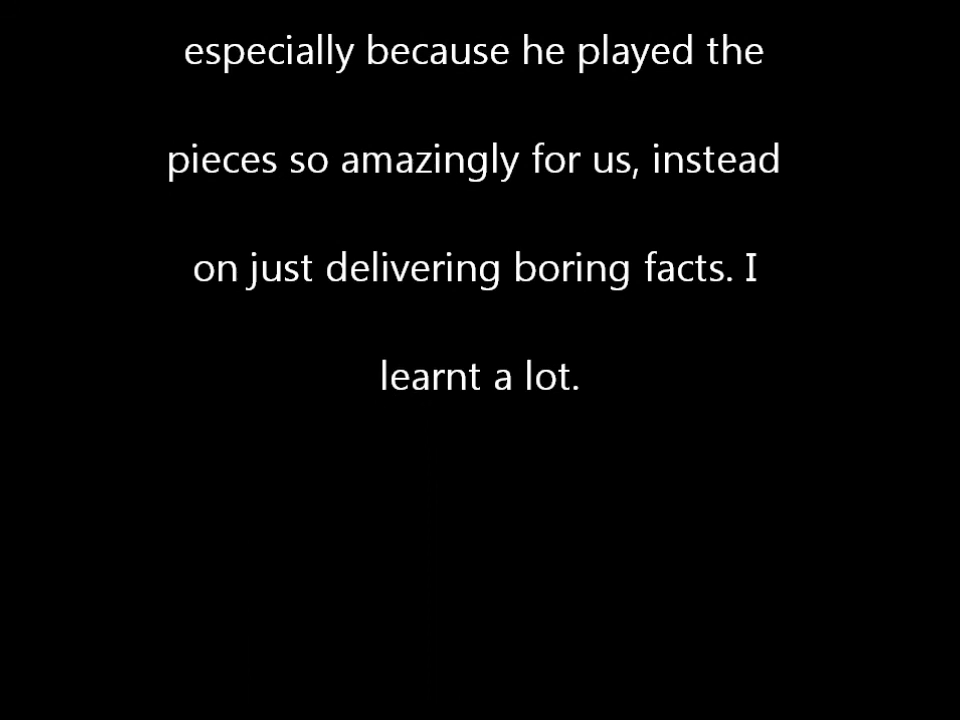 especially because he played the
pieces so amazingly for us, instead
on just delivering boring facts. I
learnt a lot.